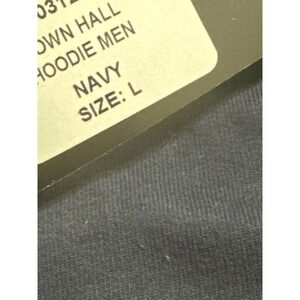 0312
OWN HALL
HOODIE MEN
NAVY
SIZE: L